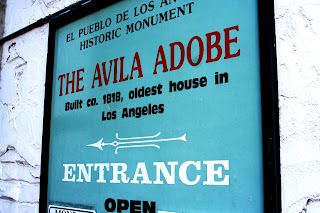 EL PUEBLO DE LOS
HISTORIC MONUMENT
THE AVILA ADOBE
Built ca. 1818, oldest house in
Los Angeles
ENTRANCE
OPEN